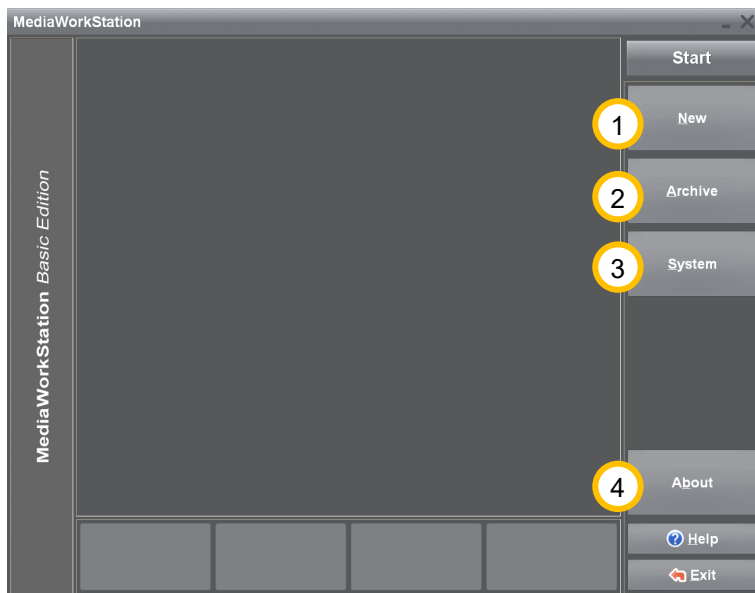 MediaWorkStation
Start
1
New
2
Archive
3
System
MediaWorkStation Basic Edition
4
About
Help
Exit